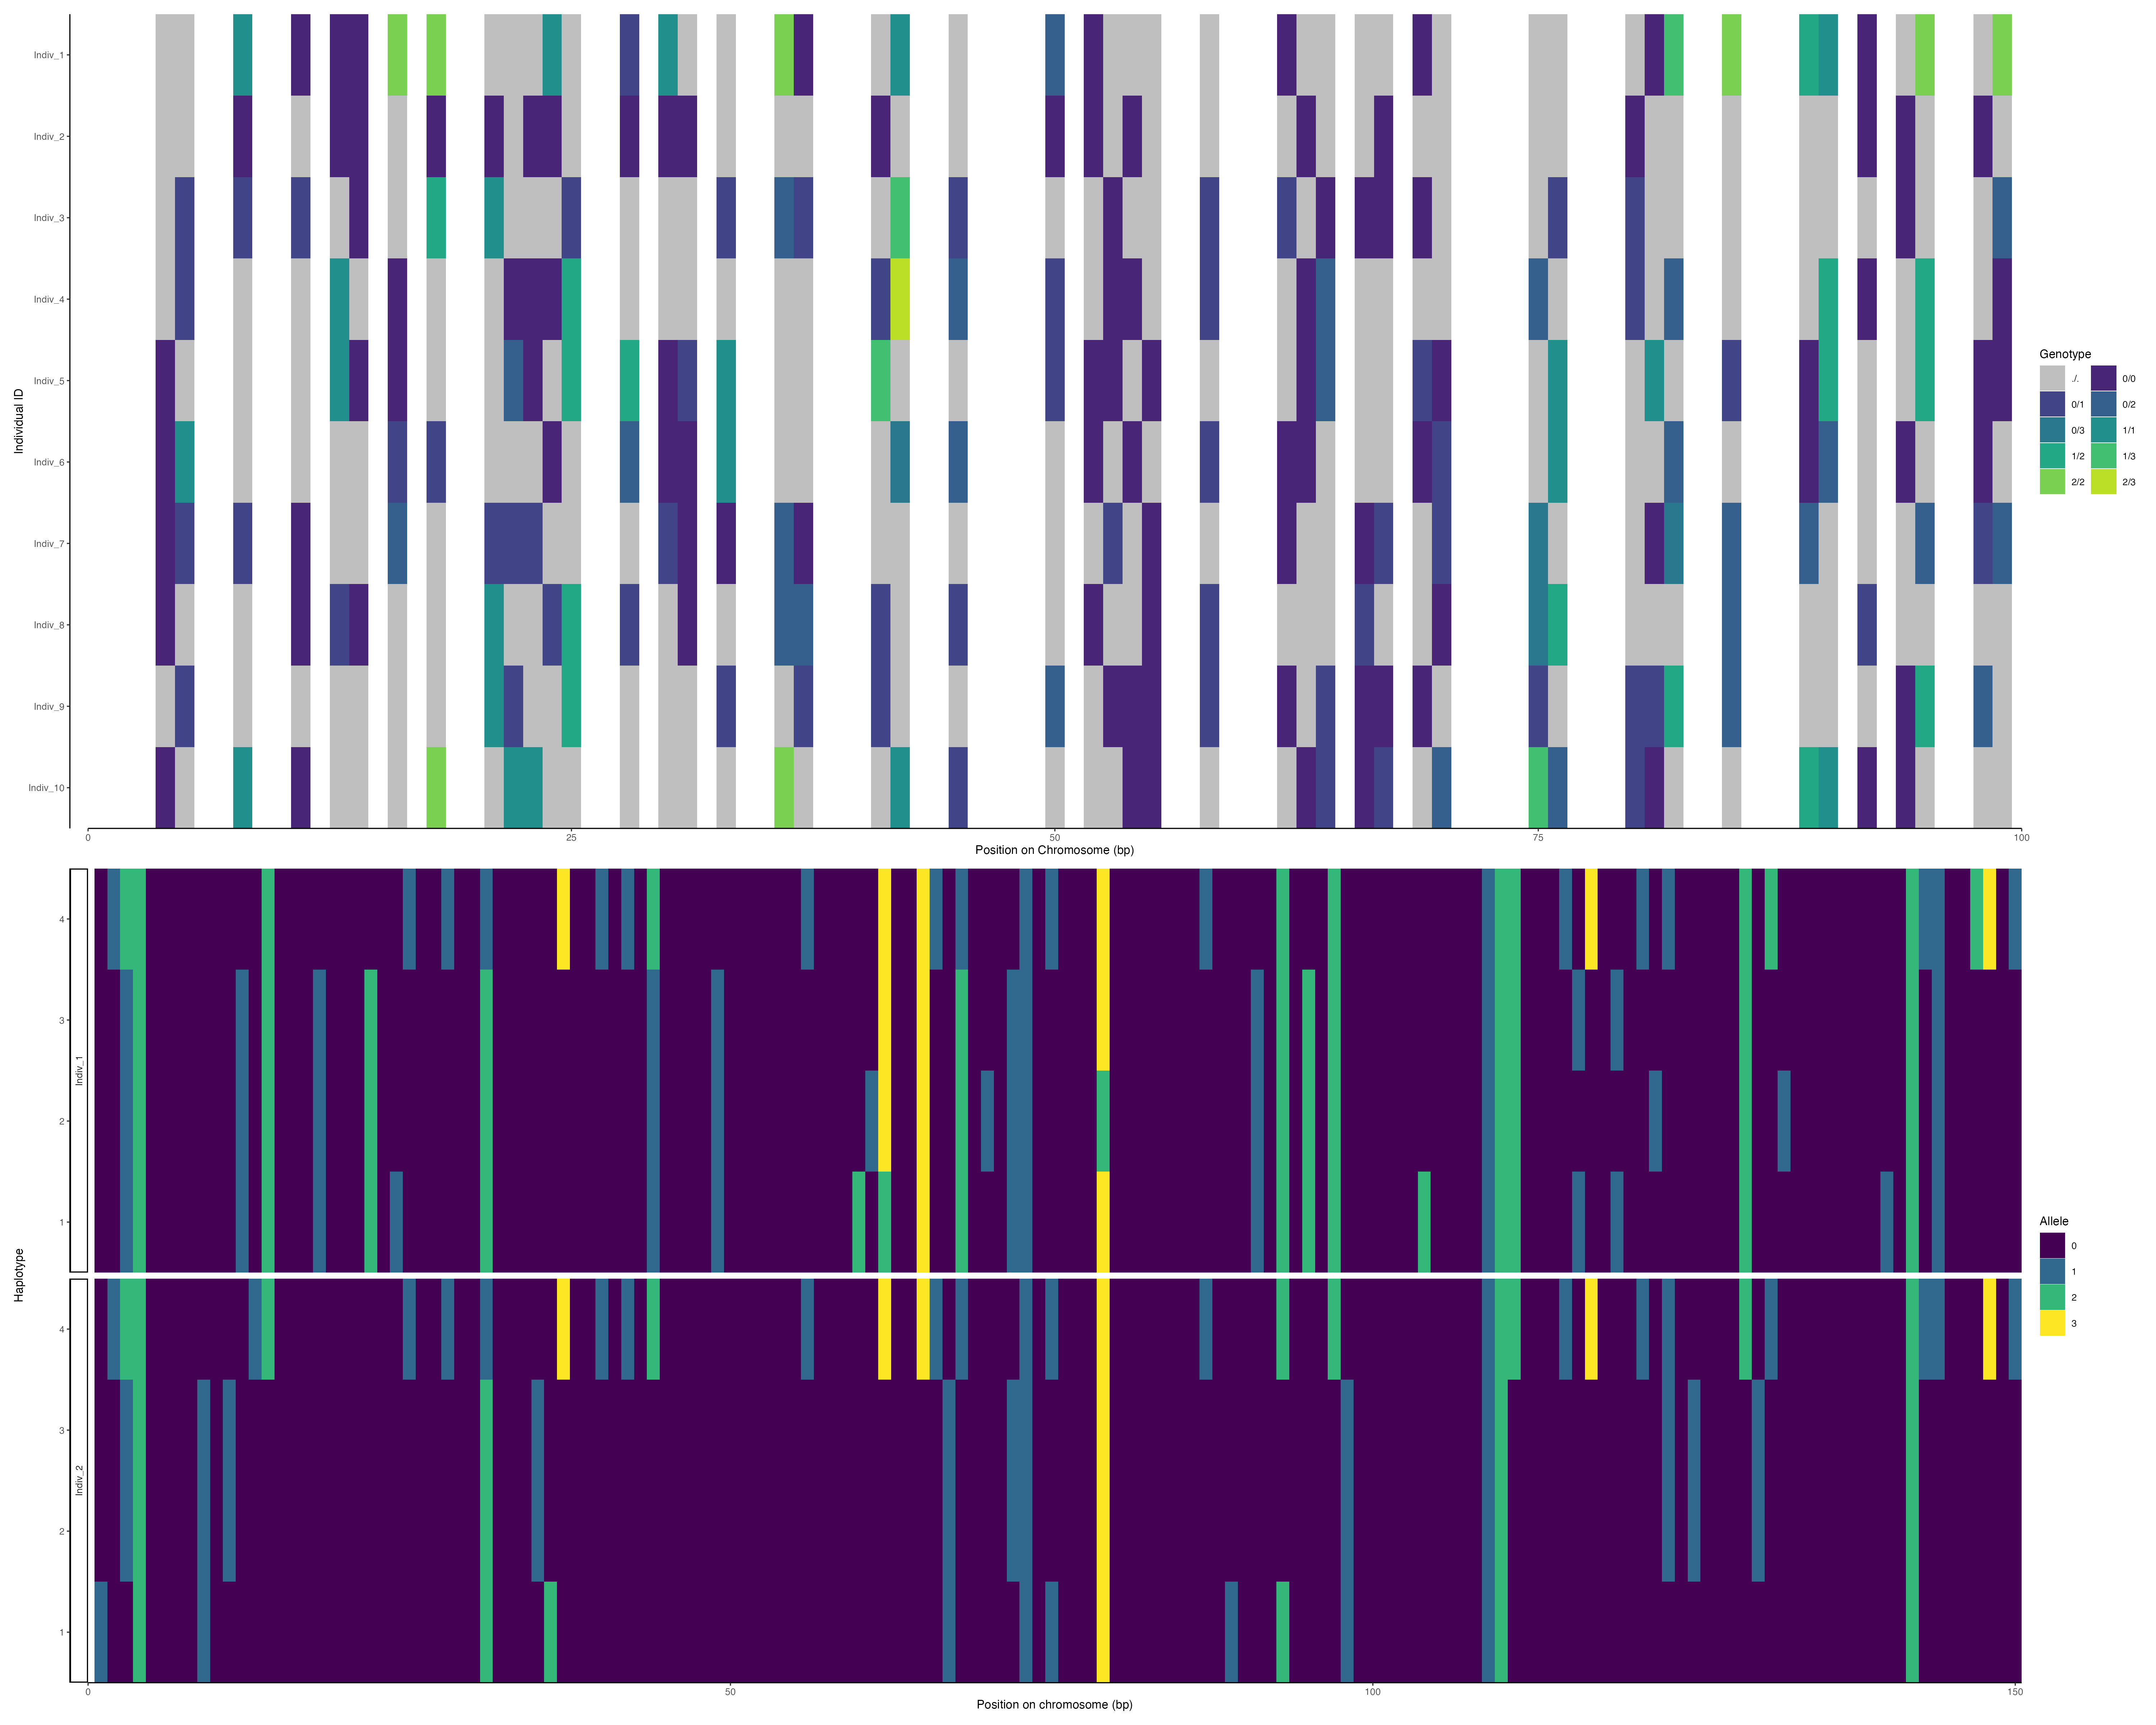 Indiv_1
Indiv_2
Indiv_3
Indiv_4
Indiv_5
Indiv_6
Indiv_7
Indiv_8
Indiv_9
Indiv_10
Individual ID
0 25 50 75 100
Position on Chromosome (bp)
Genotype
./. 0/0
0/1 0/2
0/3 1/1
1/2 1/3
2/2 2/3
Haplotype
Indiv_1
4
3
2
1
Indiv_2
4
3
2
1
0 50 100 150
Position on chromosome (bp)
Allele
0
1
2
3